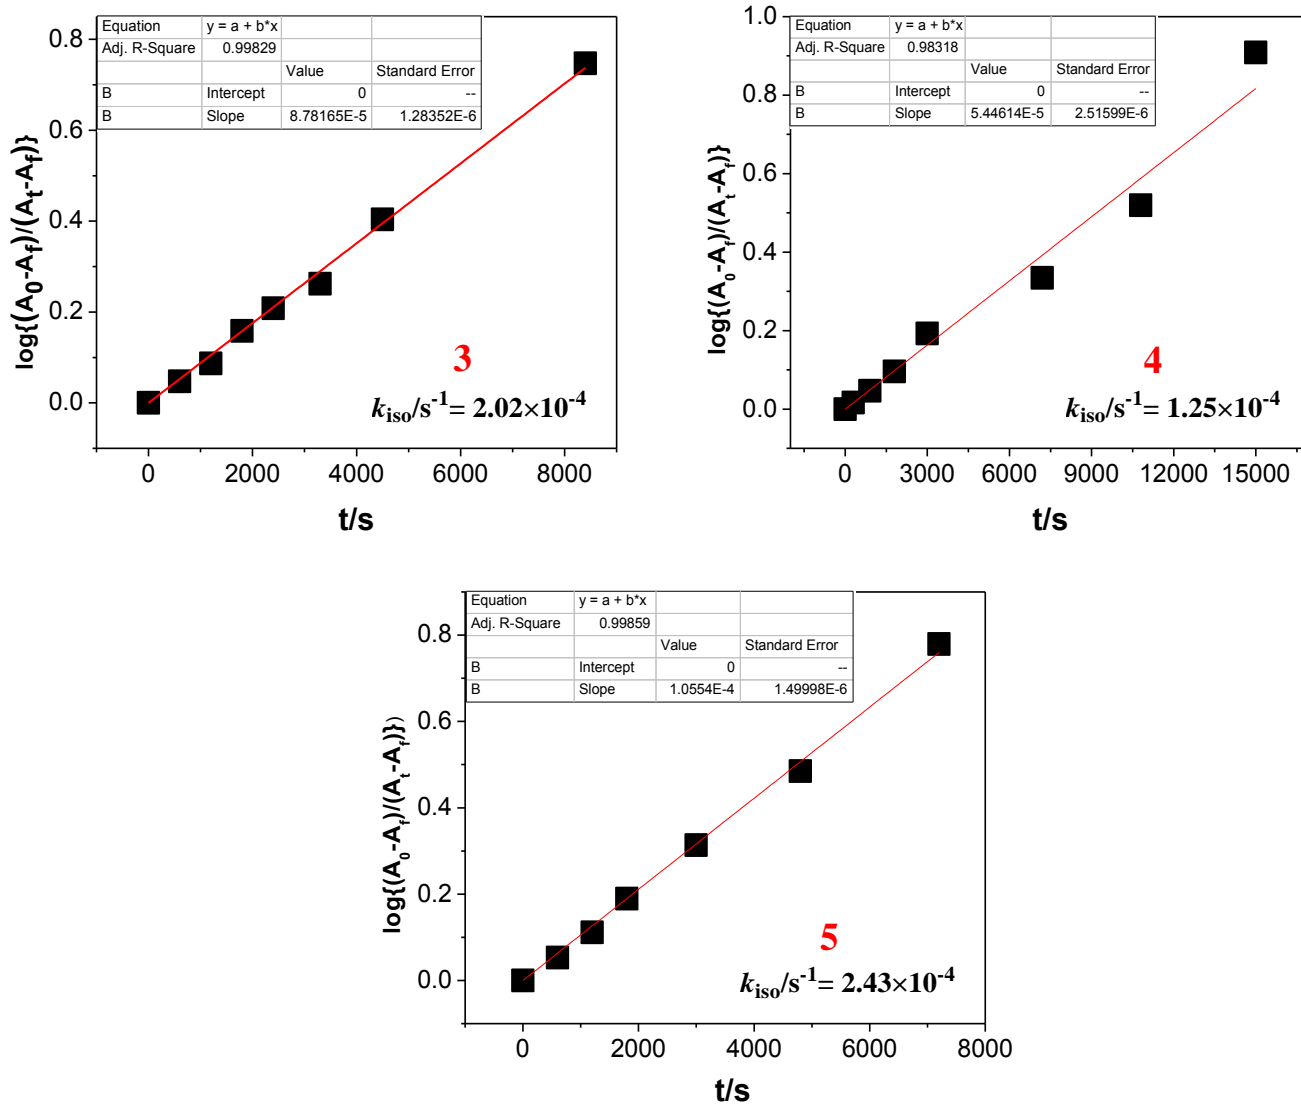 Equation y = a + b*x
Adj. R-Square 0.99829
Value Standard Error
B Intercept 0 --
B Slope 8.78165E-5 1.28352E-6
0.8
0.6
0.4
0.2
0.0
log{(A0-Af)/(At-Af)}
3
kiso/s-1= 2.02×10-4
0 2000 4000 6000 8000
t/s
Equation y = a + b*x
Adj. R-Square 0.98318
Value Standard Error
B Intercept 0 --
B Slope 5.44614E-5 2.51599E-6
1.0
0.8
0.6
0.4
0.2
0.0
log{(A0-Af)/(At-Af)}
4
kiso/s-1= 1.25×10-4
0 3000 6000 9000 12000 15000
t/s
Equation y = a + b*x
Adj. R-Square 0.99859
Value Standard Error
B Intercept 0 --
B Slope 1.0554E-4 1.49998E-6
0.8
0.6
0.4
0.2
0.0
log{(A0-Af)/(At-Af)})
5
kiso/s-1= 2.43×10-4
0 2000 4000 6000 8000
t/s